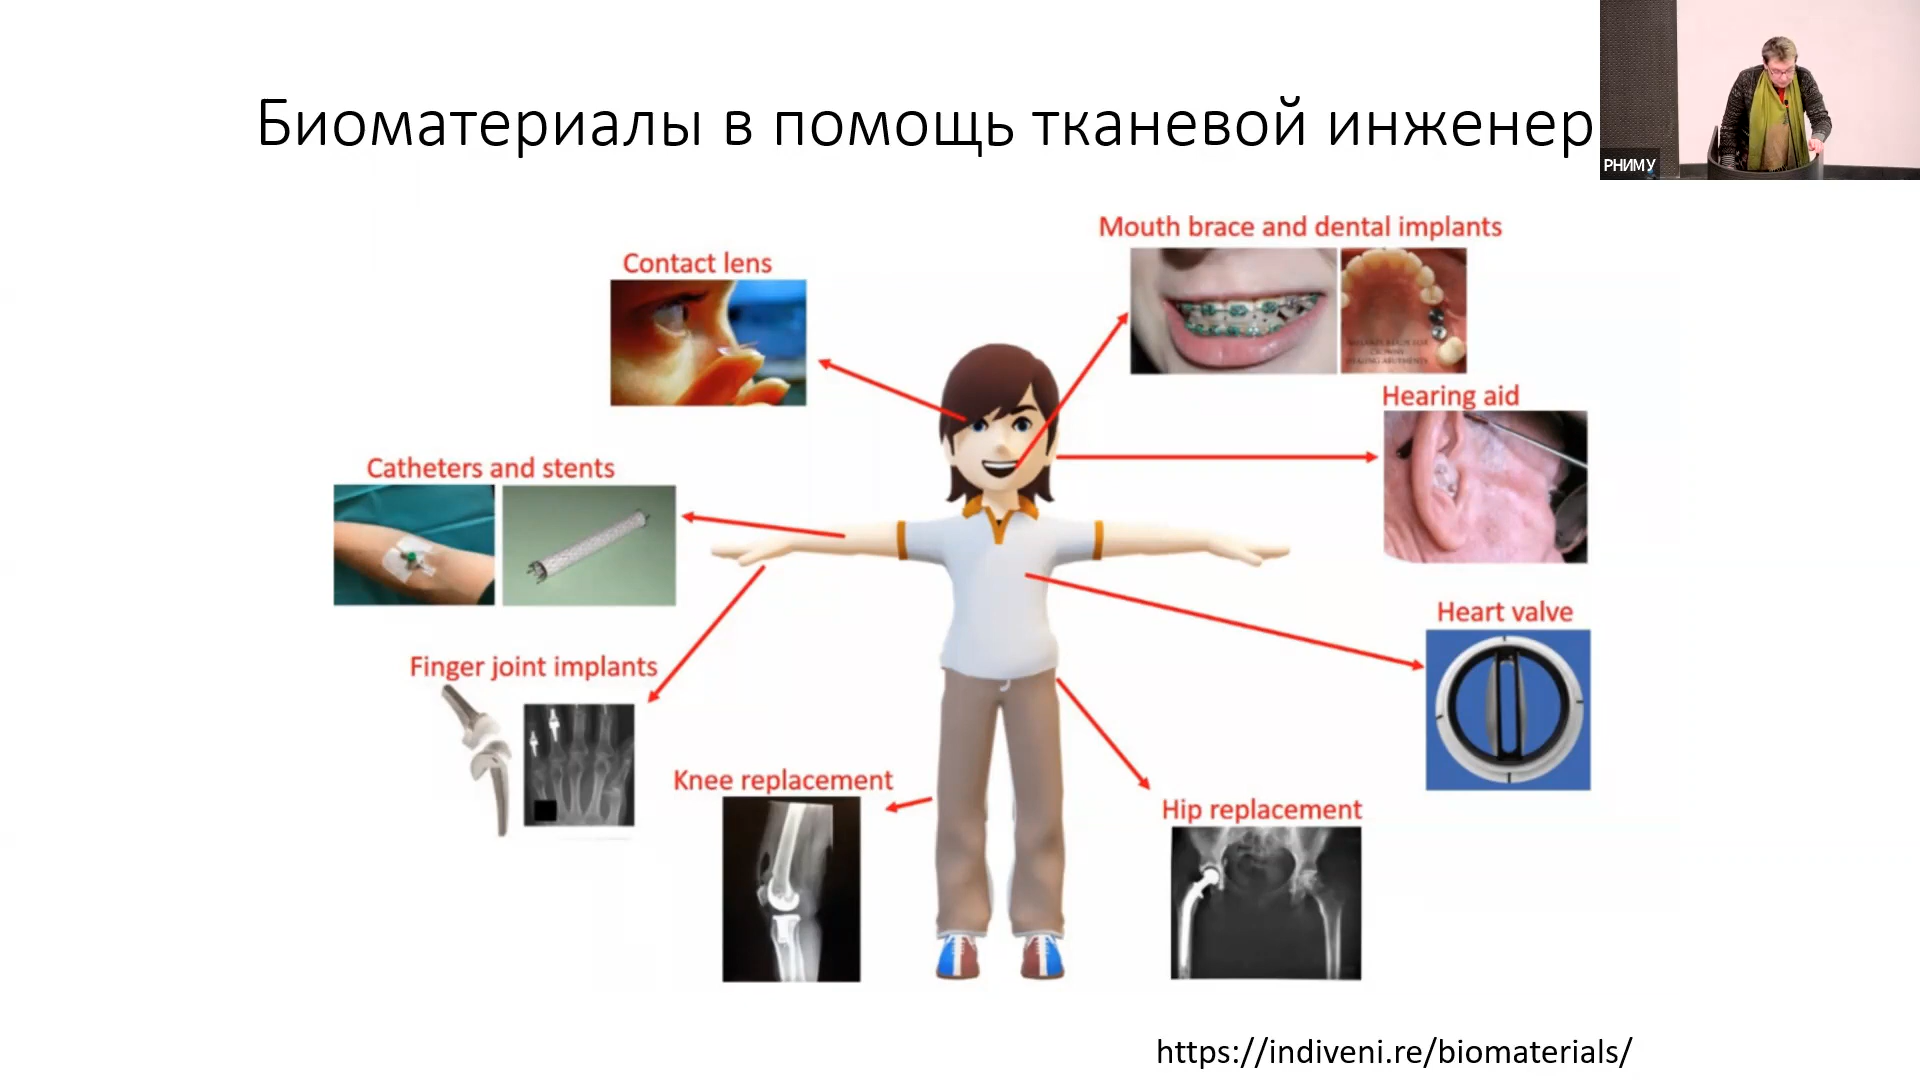 Биоматериалы в помощь тканевой инженер
РНИМУ
Mouth brace and dental implants
Contact lens
Hearing aid
Catheters and stents
Heart valve
Finger joint implants
Knee replacement
Hip replacement
https://indiveni.re/biomaterials/